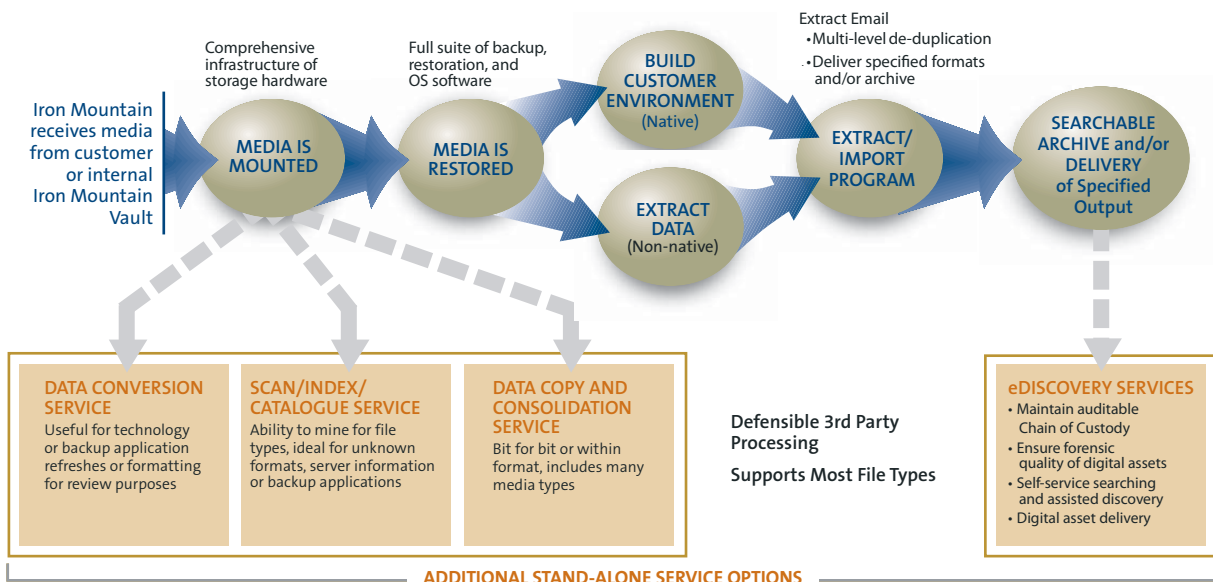 Iron Mountain
receives media
from customer
or internal
Iron Mountain
Vault
Comprehensive
infrastructure of
storage hardware
MEDIA IS
MOUNTED
Full suite of backup,
restoration, and
OS software
MEDIA IS
RESTORED
BUILD
CUSTOMER
ENVIRONMENT
(Native)
EXTRACT
DATA
(Non-native)
Extract Email
• Multi-level de-duplication
• Deliver specified formats
and/or archive
EXTRACT/
IMPORT
PROGRAM
SEARCHABLE
ARCHIVE and/or
DELIVERY
of Specified
Output
DATA CONVERSION
SERVICE
Useful for technology
or backup application
refreshes or formatting
for review purposes
SCAN/INDEX/
CATALOGUE SERVICE
Ability to mine for file
types, ideal for unknown
formats, server information
or backup applications
DATA COPY AND
CONSOLIDATION
SERVICE
Bit for bit or within
format, includes many
media types
Defensible 3rd Party
Processing
Supports Most File Types
eDISCOVERY SERVICES
• Maintain auditable
Chain of Custody
• Ensure forensic
quality of digital assets
• Self-service searching
and assisted discovery
• Digital asset delivery
ADDITIONAL STAND-ALONE SERVICE OPTIONS